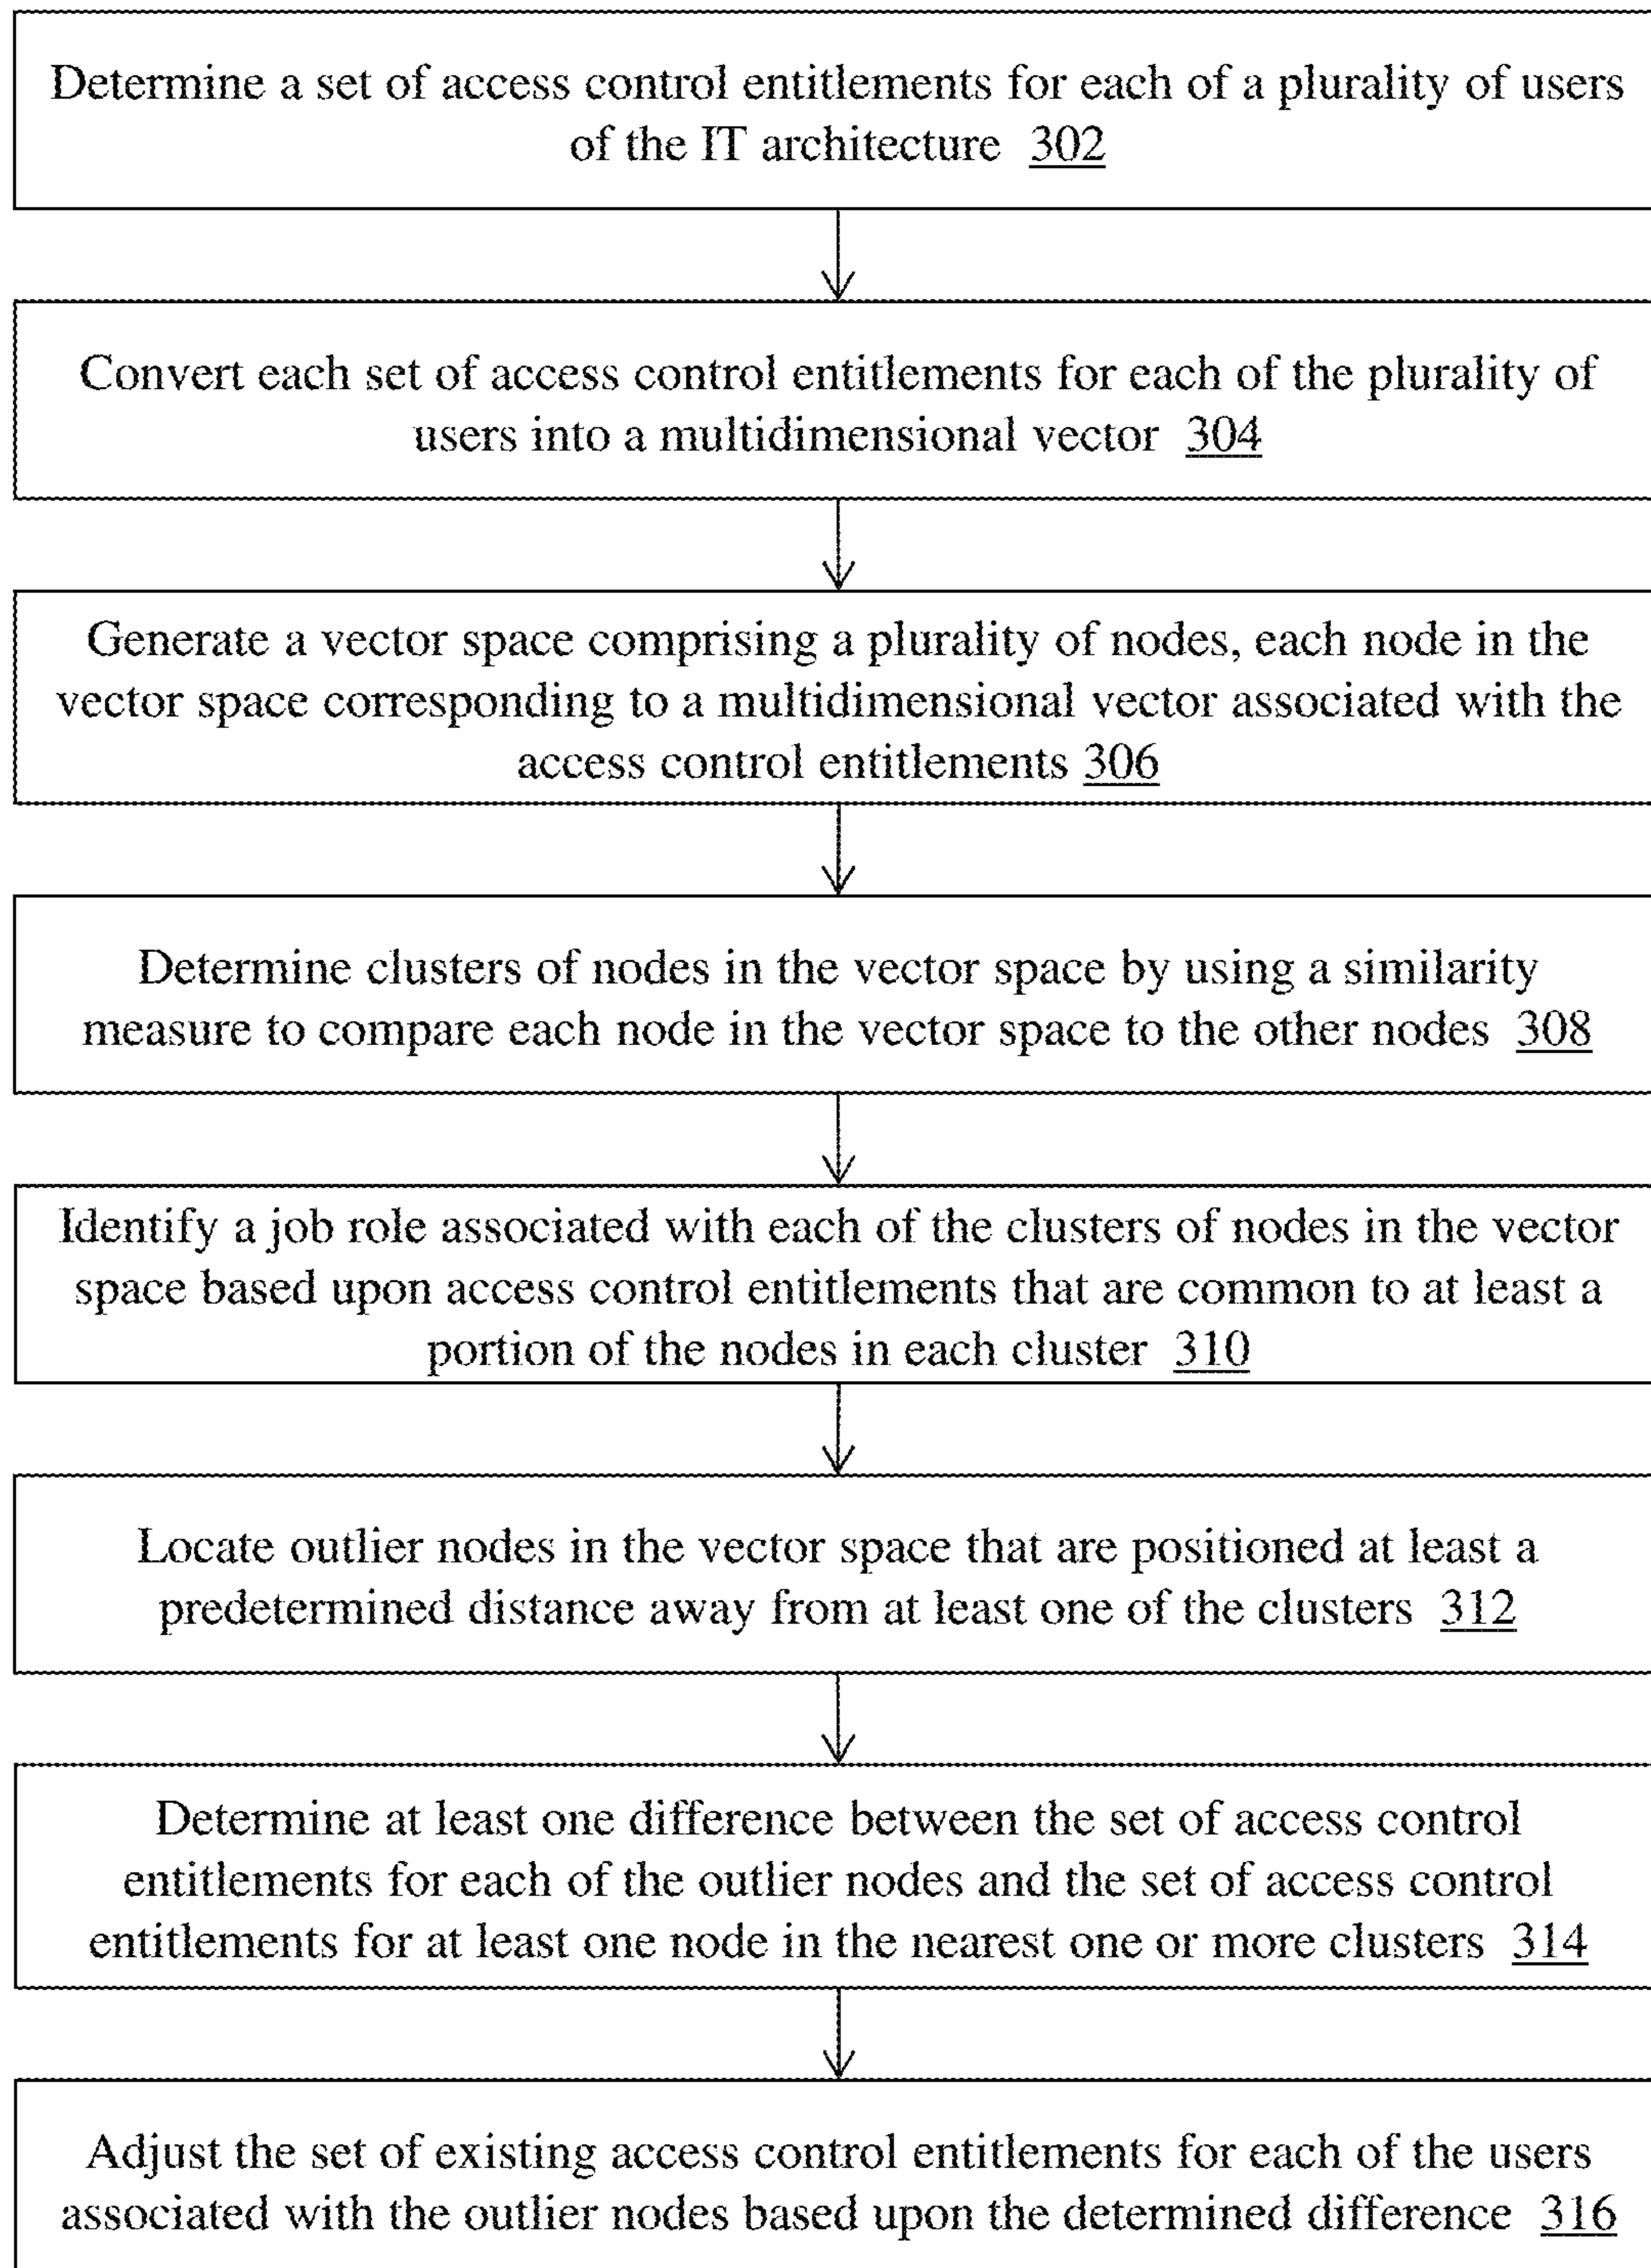 Determine a set of access control entitlements for each of a plurality of users
of the IT architecture 302
Convert each set of access control entitlements for each of the plurality of
users into a multidimensional vector 304
Generate a vector space comprising a plurality of nodes, each node in the
vector space corresponding to a multidimensional vector associated with the
access control entitlements 306
Determine clusters of nodes in the vector space by using a similarity
measure to compare each node in the vector space to the other nodes 308
Identify a job role associated with each of the clusters of nodes in the vector
space based upon access control entitlements that are common to at least a
portion of the nodes in each cluster 310
Locate outlier nodes in the vector space that are positioned at least a
predetermined distance away from at least one of the clusters 312
Determine at least one difference between the set of access control
entitlements for each of the outlier nodes and the set of access control
entitlements for at least one node in the nearest one or more clusters 314
Adjust the set of existing access control entitlements for each of the users
associated with the outlier nodes based upon the determined difference 316